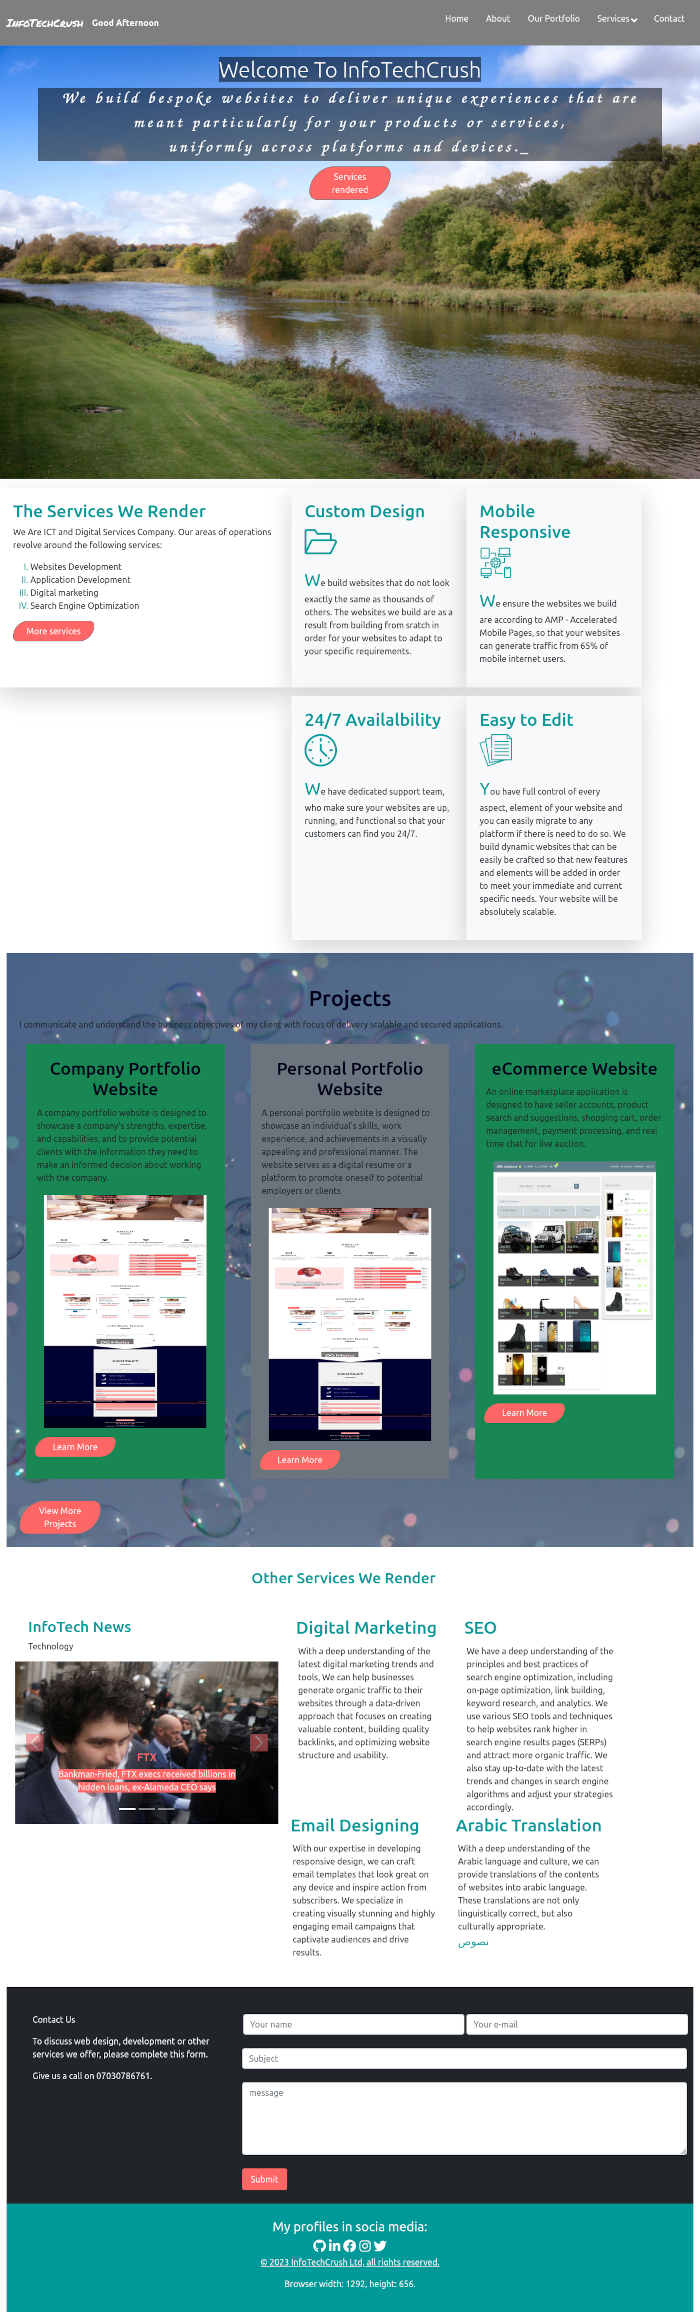 InfoTechCrush Good Afternoon Home About Our Portfolio Services Contact
Welcome To InfoTechCrush
We build bespoke websites to deliver unique experiences that are
meant particularly for your products or services,
uniformly across platforms and devices._
Services
rendered
The Services We Render
We Are ICT and Digital Services Company. Our areas of operations
revolve around the following services:
I. Websites Development
II. Application Development
III. Digital marketing
IV. Search Engine Optimization
More services
Custom Design
We build websites that do not look
exactly the same as thousands of
others. The websites we build are as a
result from building from sratch in
order for your websites to adapt to
your specific requirements.
Mobile
Responsive
We ensure the websites we build
are according to AMP - Accelerated
Mobile Pages, so that your websites
can generate traffic from 65% of
mobile internet users.
24/7 Availalbility
We have dedicated support team,
who make sure your websites are up,
running, and functional so that your
customers can find you 24/7.
Easy to Edit
You have full control of every
aspect, element of your website and
you can easily migrate to any
platform if there is need to do so. We
build dynamic websites that can be
easily be crafted so that new features
and elements will be added in order
to meet your immediate and current
specific needs. Your website will be
absolutely scalable.
Projects
I communicate and understand the business objectives of my client with focus of delivery scalable and secured applications.
Company Portfolio
Website
A company portfolio website is designed to
showcase a company's strengths, expertise,
and capabilities, and to provide potential
clients with the information they need to
make an informed decision about working
with the company.
Learn More
Personal Portfolio
Website
A personal portfolio website is designed to
showcase an individual's skills, work
experience, and achievements in a visually
appealing and professional manner. The
website serves as a digital resume or a
platform to promote oneself to potential
employers or clients
CONTACT
Learn More
eCommerce Website
An online marketplace application is
designed to have seller accounts, product
search and suggestions, shopping cart, order
management, payment processing, and real
time chat for live auction.
Learn More
View More
Projects
Other Services We Render
InfoTech News
Technology
FTX
Bankman-Fried, FTX execs received billions in
hidden loans, ex-Alameda CEO says
Digital Marketing
With a deep understanding of the
latest digital marketing trends and
tools, We can help businesses
generate organic traffic to their
websites through a data-driven
approach that focuses on creating
valuable content, building quality
backlinks, and optimizing website
structure and usability.
SEO
We have a deep understanding of the
principles and best practices of
search engine optimization, including
on-page optimization, link building,
keyword research, and analytics. We
use various SEO tools and techniques
to help websites rank higher in
search engine results pages (SERPs)
and attract more organic traffic. We
also stay up-to-date with the latest
trends and changes in search engine
algorithms and adjust your strategies
accordingly.
Email Designing
With our expertise in developing
responsive design, we can craft
email templates that look great on
any device and inspire action from
subscribers. We specialize in
creating visually stunning and highly
engaging email campaigns that
captivate audiences and drive
results.
Arabic Translation
With a deep understanding of the
Arabic language and culture, we can
provide translations of the contents
of websites into arabic language.
These translations are not only
linguistically correct, but also
culturally appropriate.
نصوص
Contact Us
To discuss web design, development or other
services we offer, please complete this form.
Give us a call on 07030786761.
Your name Your e-mail
Subject
message
Submit
My profiles in socia media:
© 2023 InfoTechCrush Ltd, all rights reserved.
Browser width: 1292, height: 656.